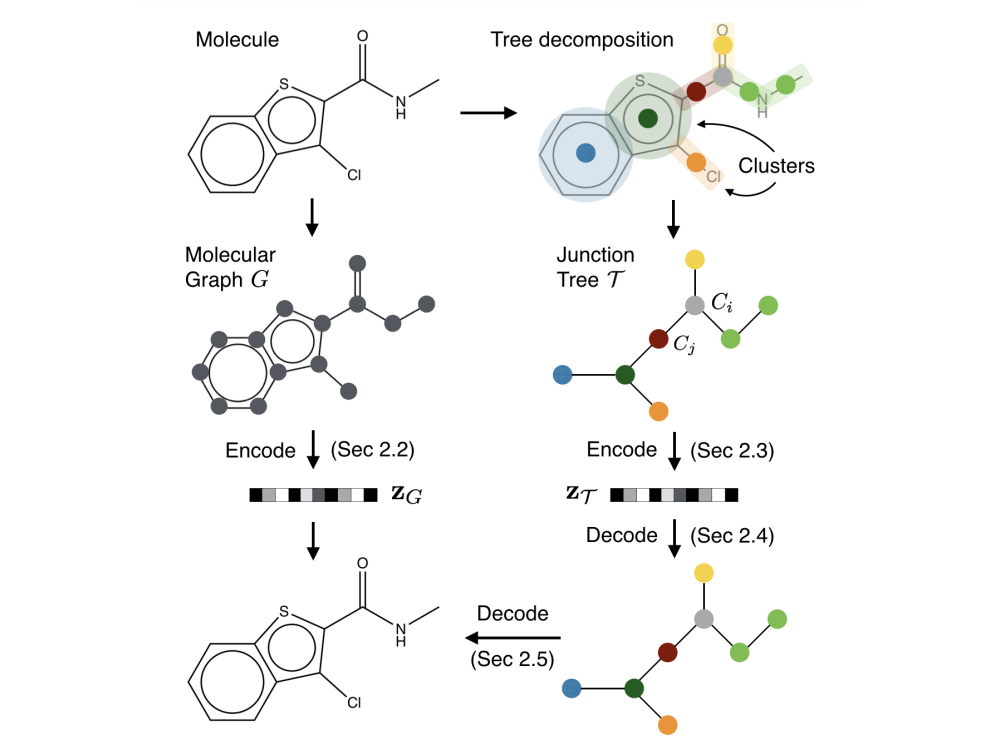 Molecule
O
S
N
H
Cl
Tree decomposition
O
S
N
H
Cl
Clusters
Molecular
Graph G
Junction
Tree 𝒯
C_i
C_j
Encode (Sec 2.2)
Encode (Sec 2.3)
z_G
z_𝒯
Decode (Sec 2.4)
O
S
N
H
Cl
Decode
(Sec 2.5)